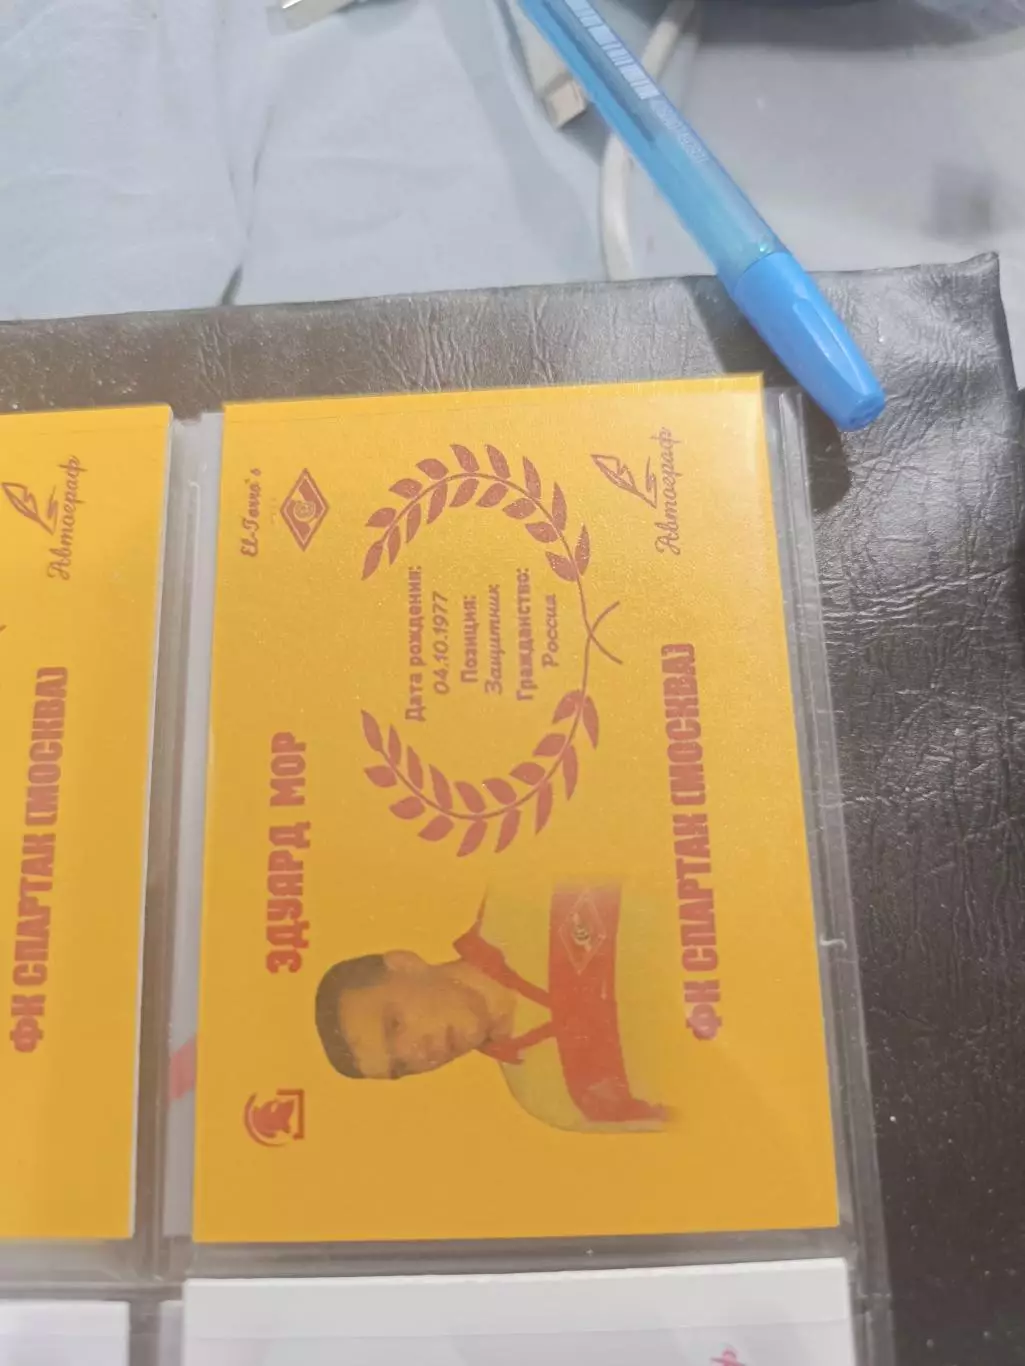 ЭДУАРД МОР
El-Torro`s
Дата рождения:
04.10.1977
Позиция:
Защитник
Гражданство:
Россия
ФК СПАРТАК (МОСКВА)
Автограф
ФК СПАРТАК (МОСКВА)
Автограф